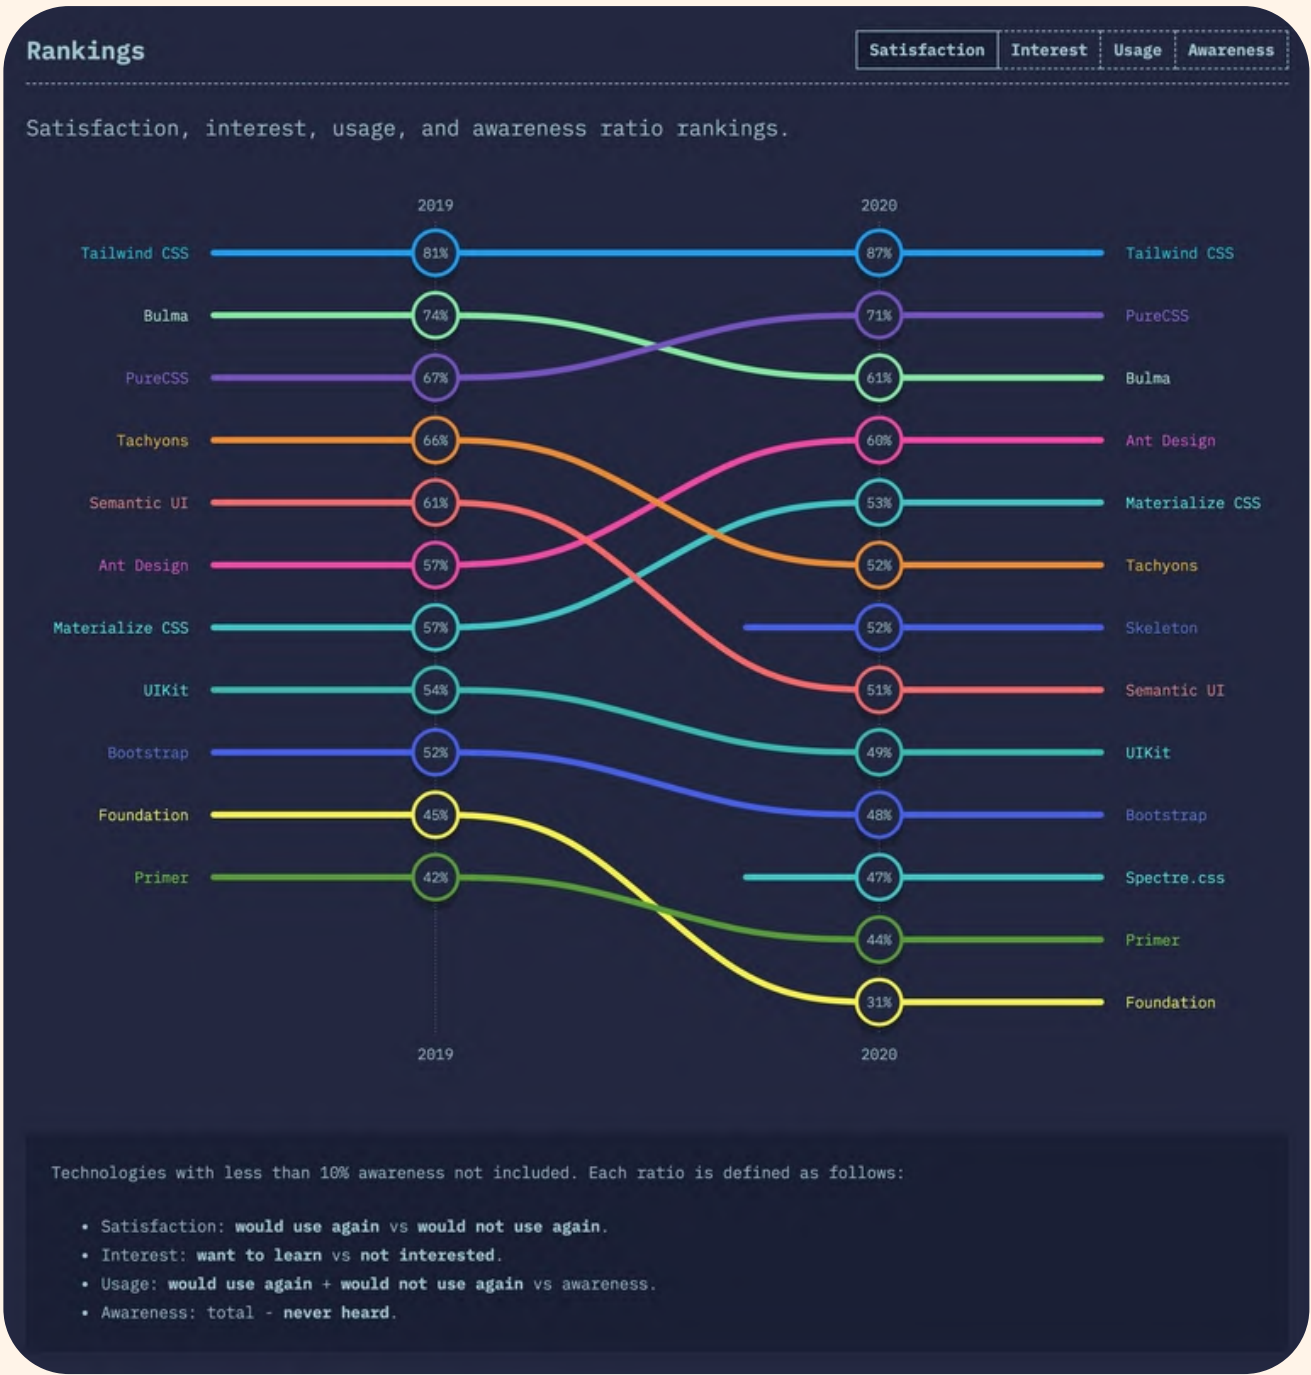 Rankings
Satisfaction Interest Usage Awareness
Satisfaction, interest, usage, and awareness ratio rankings.
2019 2020
Tailwind CSS 81% 87% Tailwind CSS
Bulma 74% 71% PureCSS
PureCSS 67% 61% Bulma
Tachyons 66% 60% Ant Design
Semantic UI 61% 53% Materialize CSS
Ant Design 57% 52% Tachyons
Materialize CSS 57% 52% Skeleton
UIKit 54% 51% Semantic UI
Bootstrap 52% 49% UIKit
Foundation 45% 48% Bootstrap
Primer 42% 47% Spectre.css
44% Primer
31% Foundation
2019 2020
Technologies with less than 10% awareness not included. Each ratio is defined as follows:
• Satisfaction: would use again vs would not use again.
• Interest: want to learn vs not interested.
• Usage: would use again + would not use again vs awareness.
• Awareness: total - never heard.